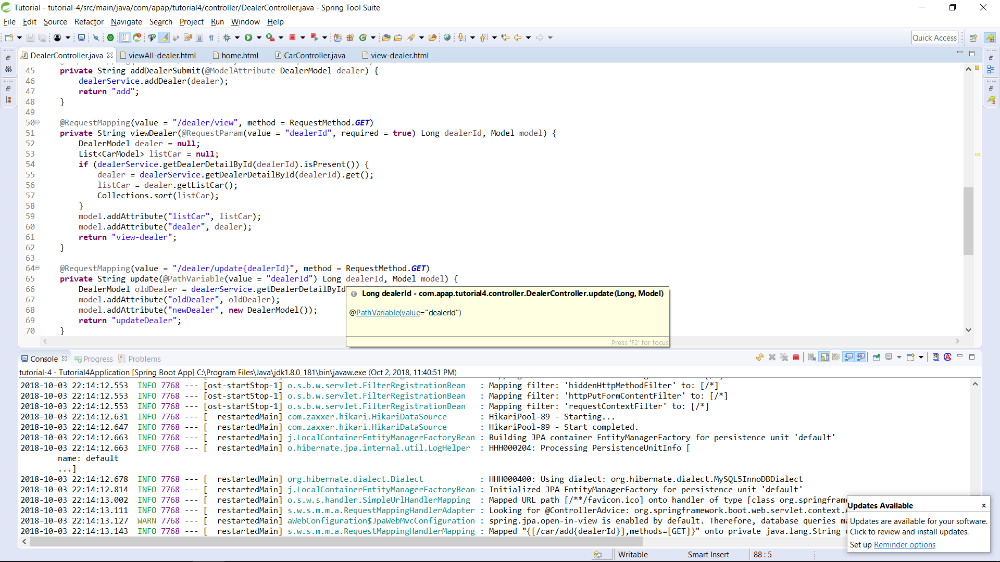 Tutorial - tutorial-4/src/main/java/com/apap/tutorial4/controller/DealerController.java - Spring Tool Suite
File Edit Source Refactor Navigate Search Project Run Window Help
Quick Access
DealerController.java viewAll-dealer.html home.html CarController.java view-dealer.html
45 private String addDealerSubmit(@ModelAttribute DealerModel dealer) {
46 dealerService.addDealer(dealer);
47 return "add";
48 }
49
50 @RequestMapping(value = "/dealer/view", method = RequestMethod.GET)
51 private String viewDealer(@RequestParam(value = "dealerId", required = true) Long dealerId, Model model) {
52 DealerModel dealer = null;
53 List<CarModel> listCar = null;
54 if (dealerService.getDealerDetailById(dealerId).isPresent()) {
55 dealer = dealerService.getDealerDetailById(dealerId).get();
56 listCar = dealer.getListCar();
57 Collections.sort(listCar);
58 }
59 model.addAttribute("listCar", listCar);
60 model.addAttribute("dealer", dealer);
61 return "view-dealer";
62 }
63
64 @RequestMapping(value = "/dealer/update{dealerId}", method = RequestMethod.GET)
65 private String update(@PathVariable(value = "dealerId") Long dealerId, Model model) {
66 DealerModel oldDealer = dealerService.getDealerDetailById
67 model.addAttribute("oldDealer", oldDealer);
68 model.addAttribute("newDealer", new DealerModel());
69 return "updateDealer";
70 }
Long dealerId - com.apap.tutorial4.controller.DealerController.update(Long, Model)
@PathVariable(value="dealerId")
Press 'F2' for focus
Console Progress Problems
tutorial-4 - Tutorial4Application [Spring Boot App] C:\Program Files\Java\jdk1.8.0_181\bin\javaw.exe (Oct 2, 2018, 11:40:51 PM)
2018-10-03 22:14:12.553 INFO 7768 --- [ost-startStop-1] o.s.b.w.servlet.FilterRegistrationBean : Mapping filter: 'hiddenHttpMethodFilter' to: [/*]
2018-10-03 22:14:12.553 INFO 7768 --- [ost-startStop-1] o.s.b.w.servlet.FilterRegistrationBean : Mapping filter: 'httpPutFormContentFilter' to: [/*]
2018-10-03 22:14:12.553 INFO 7768 --- [ost-startStop-1] o.s.b.w.servlet.FilterRegistrationBean : Mapping filter: 'requestContextFilter' to: [/*]
2018-10-03 22:14:12.631 INFO 7768 --- [ restartedMain] com.zaxxer.hikari.HikariDataSource : HikariPool-89 - Starting...
2018-10-03 22:14:12.647 INFO 7768 --- [ restartedMain] com.zaxxer.hikari.HikariDataSource : HikariPool-89 - Start completed.
2018-10-03 22:14:12.663 INFO 7768 --- [ restartedMain] j.LocalContainerEntityManagerFactoryBean : Building JPA container EntityManagerFactory for persistence unit 'default'
2018-10-03 22:14:12.663 INFO 7768 --- [ restartedMain] o.hibernate.jpa.internal.util.LogHelper : HHH000204: Processing PersistenceUnitInfo [
name: default
...]
2018-10-03 22:14:12.678 INFO 7768 --- [ restartedMain] org.hibernate.dialect.Dialect : HHH000400: Using dialect: org.hibernate.dialect.MySQL5InnoDBDialect
2018-10-03 22:14:12.814 INFO 7768 --- [ restartedMain] j.LocalContainerEntityManagerFactoryBean : Initialized JPA EntityManagerFactory for persistence unit 'default'
2018-10-03 22:14:13.002 INFO 7768 --- [ restartedMain] o.s.w.s.handler.SimpleUrlHandlerMapping : Mapped URL path [/**/favicon.ico] onto handler of type [class org.springframe
2018-10-03 22:14:13.111 INFO 7768 --- [ restartedMain] s.w.s.m.m.a.RequestMappingHandlerAdapter : Looking for @ControllerAdvice: org.springframework.boot.web.servlet.context.
2018-10-03 22:14:13.127 WARN 7768 --- [ restartedMain] aWebConfiguration$JpaWebMvcConfiguration : spring.jpa.open-in-view is enabled by default. Therefore, database queries ma
2018-10-03 22:14:13.143 INFO 7768 --- [ restartedMain] s.w.s.m.m.a.RequestMappingHandlerMapping : Mapped "{[/car/add{dealerId}],methods=[GET]}" onto private java.lang.String
Updates Available
Updates are available for your software.
Click to review and install updates.
Set up Reminder options
Writable Smart Insert 88 : 5